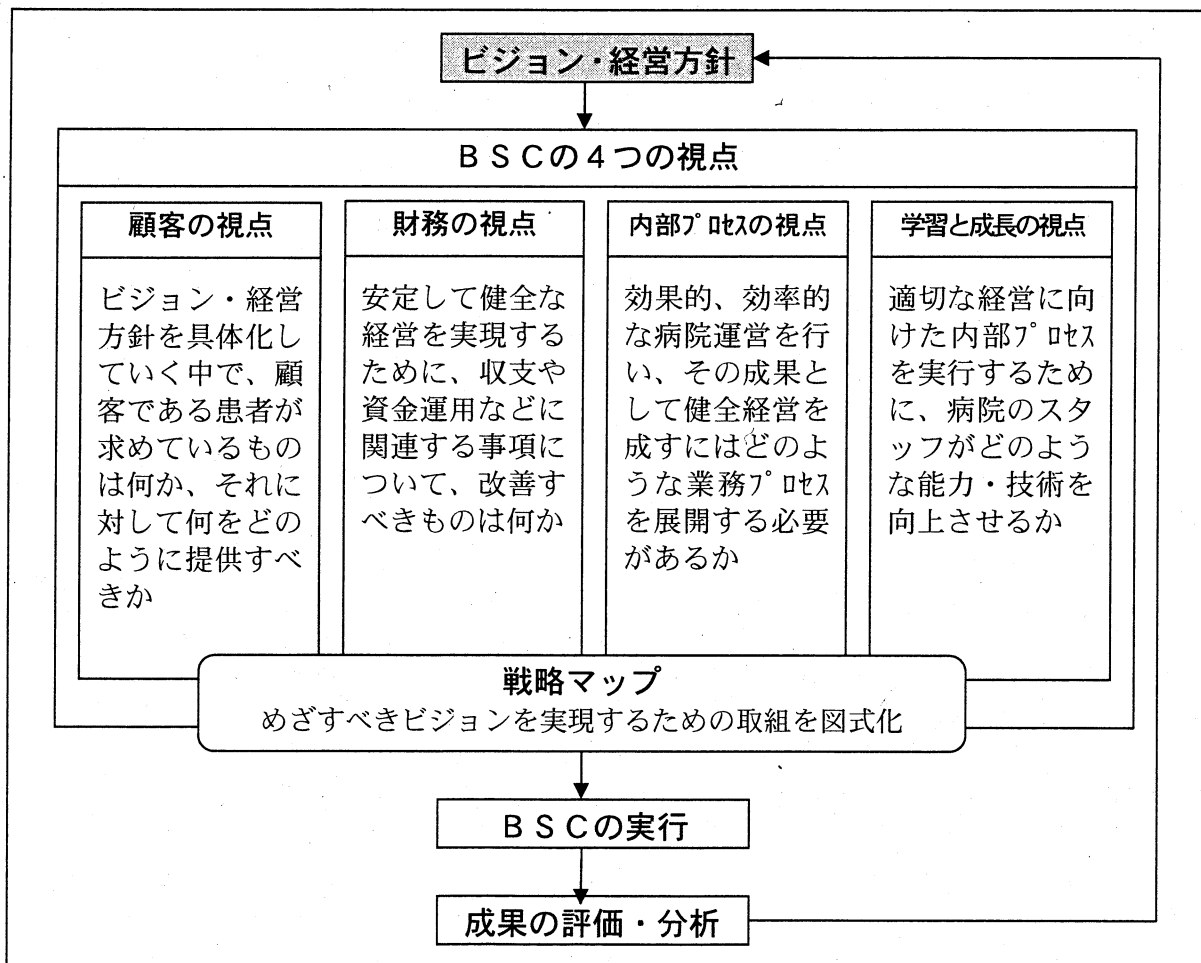 ビジョン・経営方針
ＢＳＣの４つの視点
顧客の視点
ビジョン・経営
方針を具体化し
ていく中で、顧
客である患者が
求めているもの
は何か、それに
対して何をどの
ように提供すべ
きか
財務の視点
安定して健全な
経営を実現する
ために、収支や
資金運用などに
関連する事項に
ついて、改善す
べきものは何か
内部ﾌﾟﾛｾｽの視点
効果的、効率的
な病院運営を行
い、その成果と
して健全経営を
成すにはどのよ
うな業務ﾌﾟﾛｾｽ
を展開する必要
があるか
学習と成長の視点
適切な経営に向
けた内部ﾌﾟﾛｾｽ
を実行するため
に、病院のスタ
ッフがどのよう
な能力・技術を
向上させるか
戦略マップ
めざすべきビジョンを実現するための取組を図式化
ＢＳＣの実行
成果の評価・分析